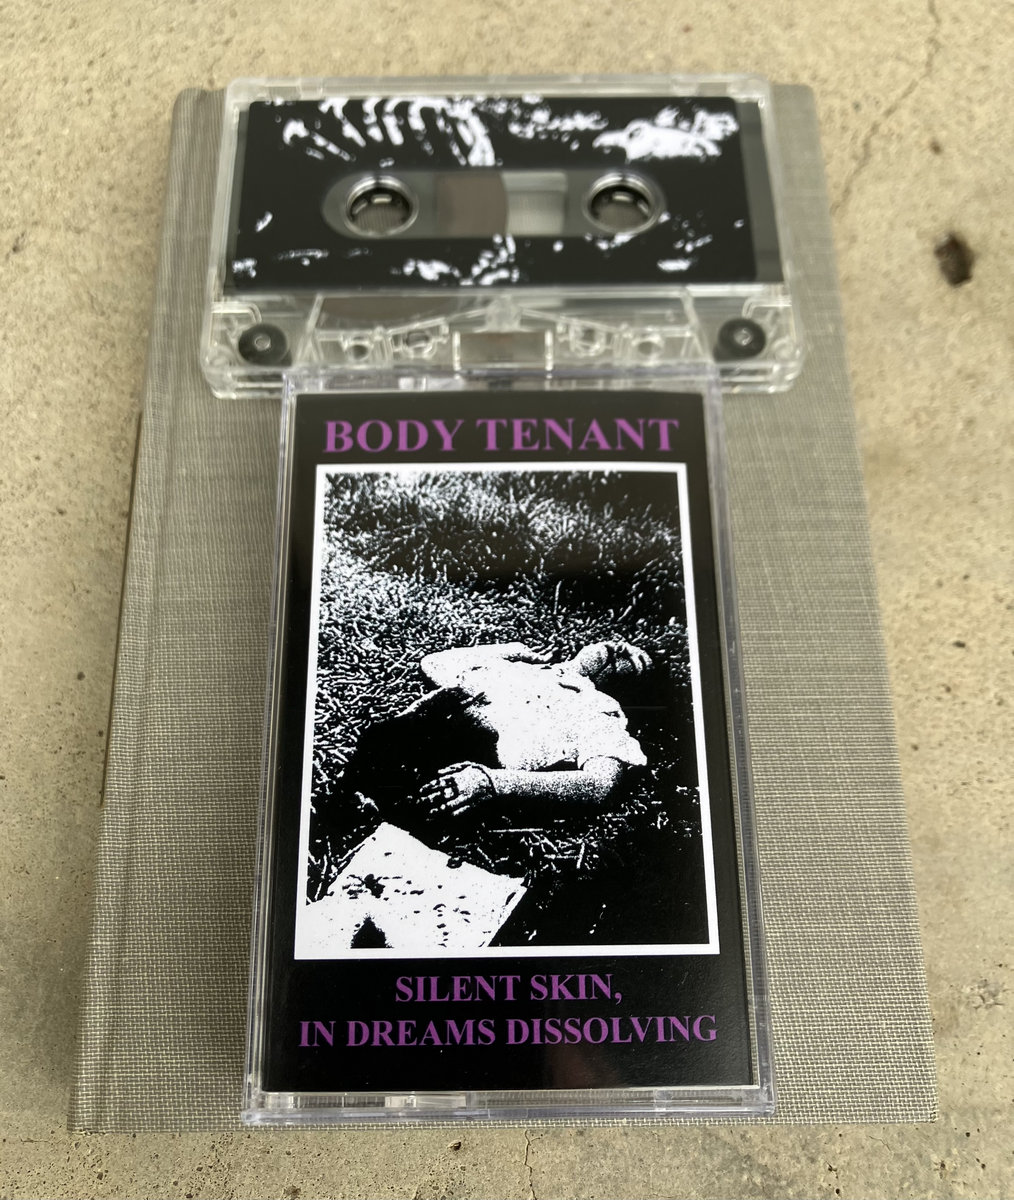 BODY TENANT
SILENT SKIN,
IN DREAMS DISSOLVING